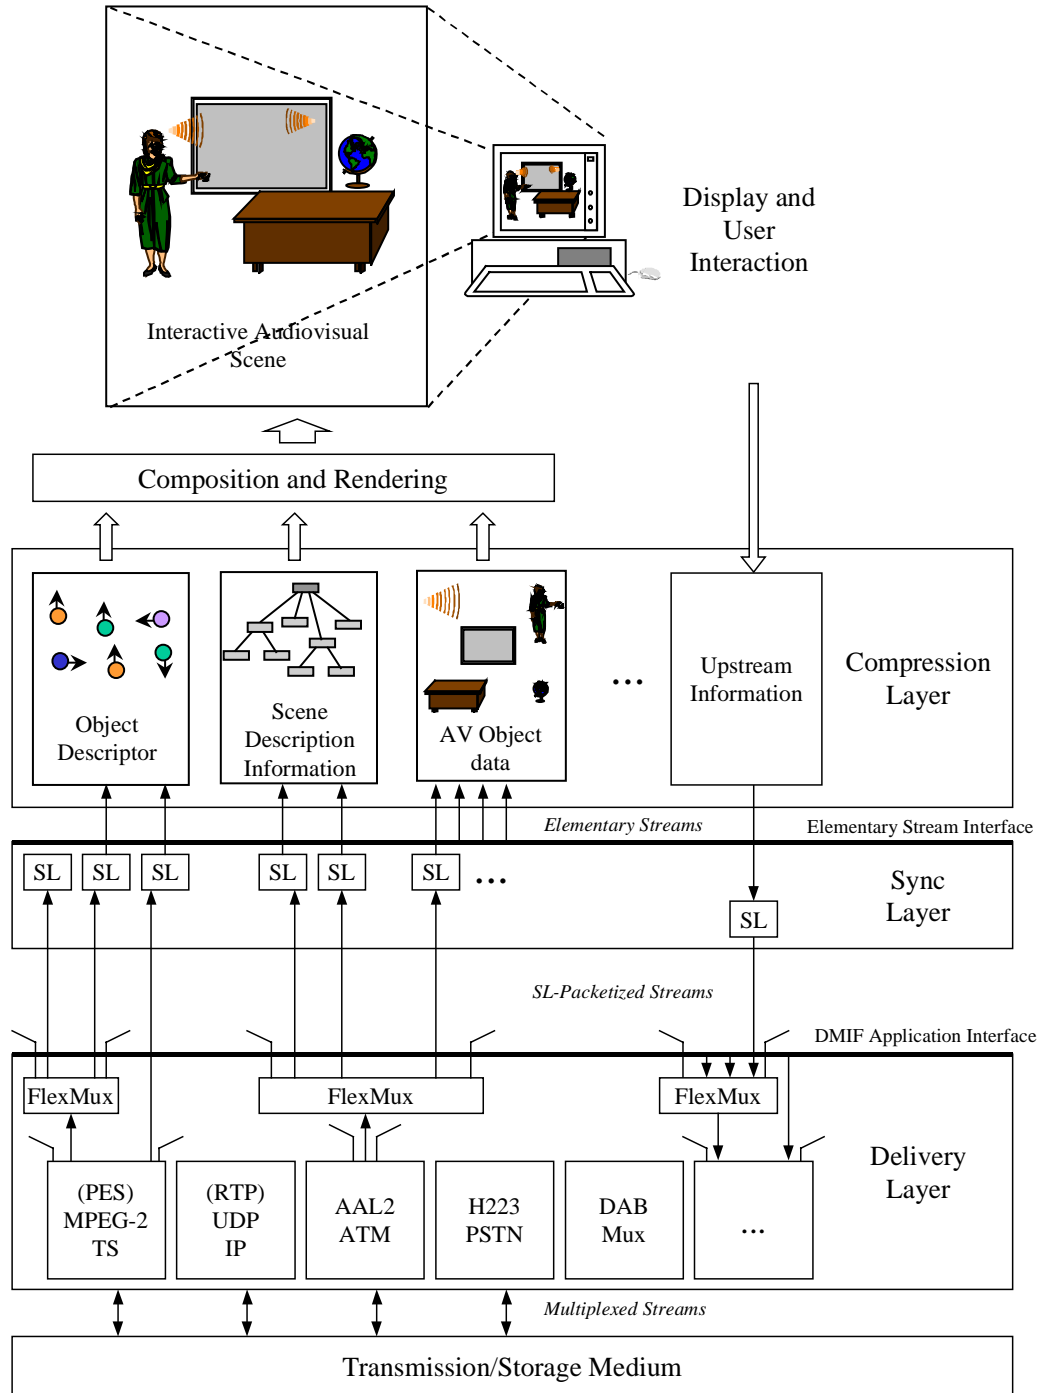 Display and
User
Interaction
Interactive Audiovisual
Scene
Composition and Rendering
Object
Descriptor
Scene
Description
Information
AV Object
data
...
Upstream
Information
Compression
Layer
Elementary Streams
Elementary Stream Interface
SL
SL
SL
SL
SL
SL
...
SL
Sync
Layer
SL-Packetized Streams
DMIF Application Interface
FlexMux
FlexMux
FlexMux
(PES)
MPEG-2
TS
(RTP)
UDP
IP
AAL2
ATM
H223
PSTN
DAB
Mux
...
Delivery
Layer
Multiplexed Streams
Transmission/Storage Medium